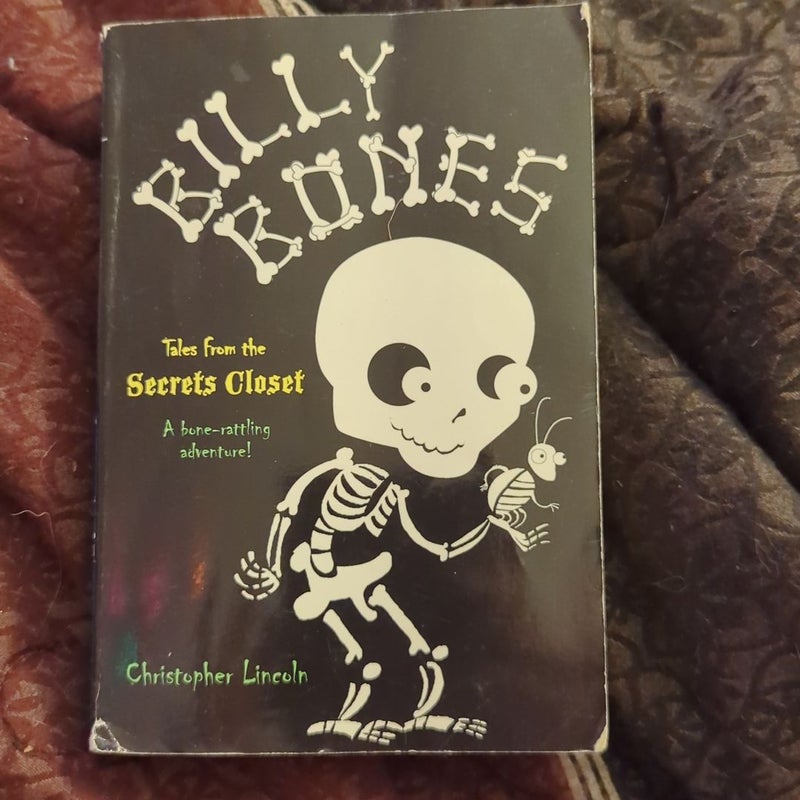 BILLY
BONES
Tales from the
Secrets Closet
A bone-rattling
adventure!
Christopher Lincoln